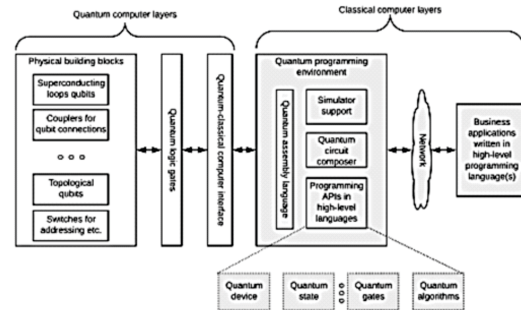 Quantum computer layers
Classical computer layers
Physical building blocks
Superconducting
loops qubits
Couplers for
qubit connections
Topological
qubits
Switches for
addressing etc.
Quantum logic gates
Quantum-classical computer interface
Quantum programming
environment
Quantum assembly
language
Simulator
support
Quantum
circuit
composer
Programming
APIs in
high-level
languages
Network
Business
applications
written in
high-level
programming
language(s)
Quantum
device
Quantum
state
Quantum
gates
Quantum
algorithms